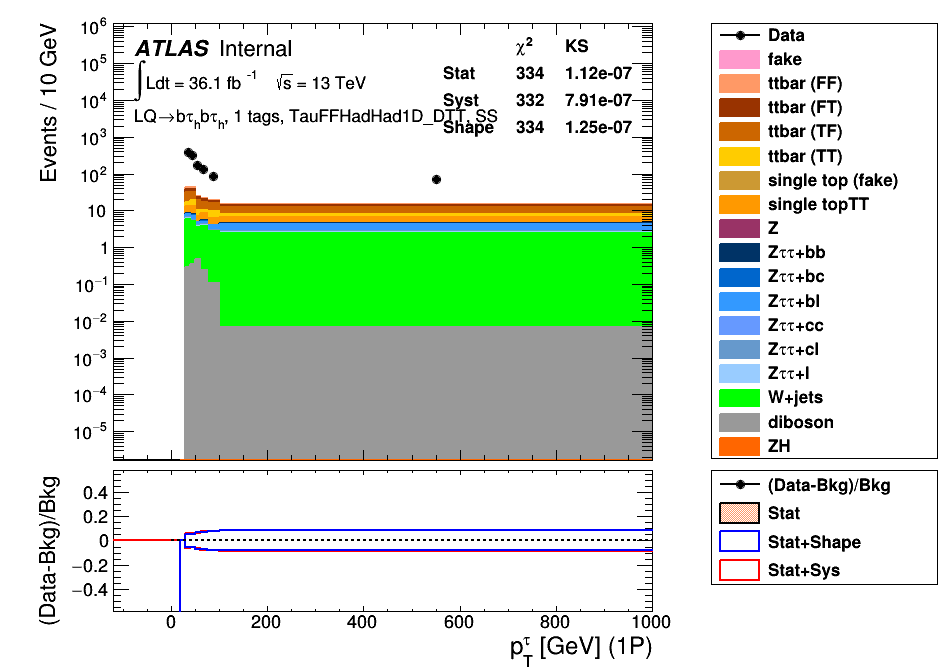 ATLAS Internal
∫Ldt = 36.1 fb⁻¹ √s = 13 TeV
LQ→bτₕbτₕ, 1 tags, TauFFHadHad1D_DTT, SS
χ² KS
Stat 334 1.12e-07
Syst 332 7.91e-07
Shape 334 1.25e-07
Events / 10 GeV
10⁶
10⁵
10⁴
10³
10²
10
1
10⁻¹
10⁻²
10⁻³
10⁻⁴
10⁻⁵
Data
fake
ttbar (FF)
ttbar (FT)
ttbar (TF)
ttbar (TT)
single top (fake)
single topTT
Z
Zττ+bb
Zττ+bc
Zττ+bl
Zττ+cc
Zττ+cl
Zττ+l
W+jets
diboson
ZH
(Data-Bkg)/Bkg
0.4
0.2
0
−0.2
−0.4
0 200 400 600 800 1000
p_T^τ [GeV] (1P)
(Data-Bkg)/Bkg
Stat
Stat+Shape
Stat+Sys